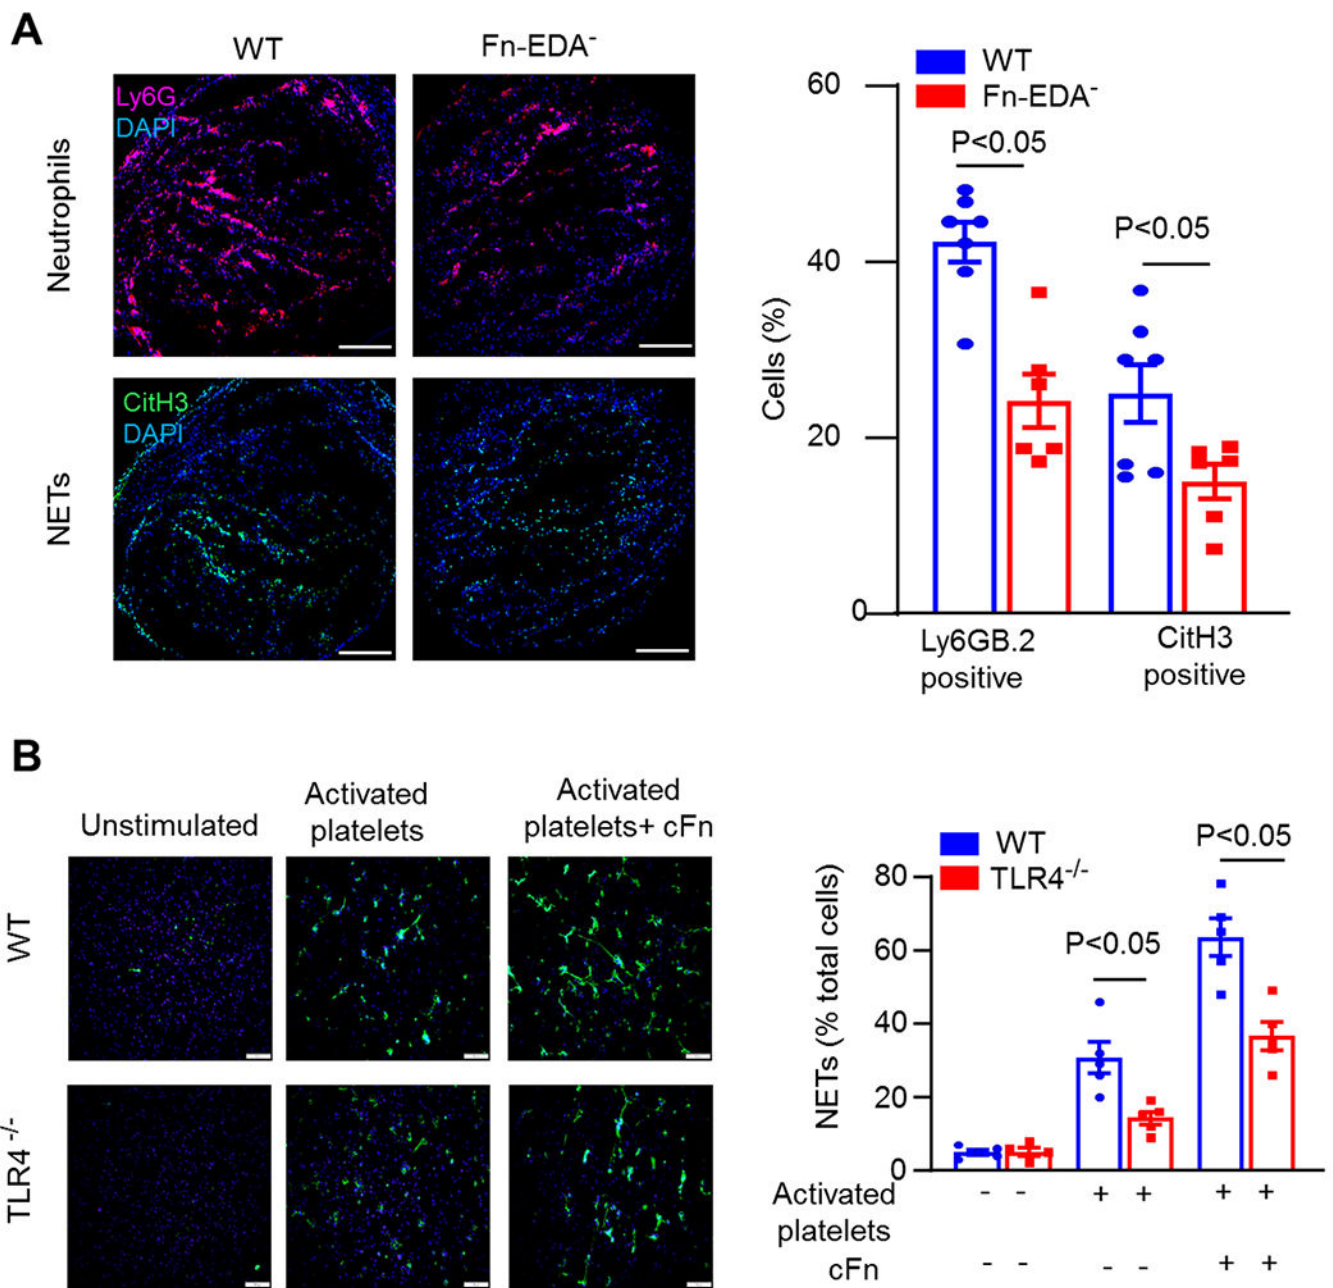 A
WT
Fn-EDA-
Neutrophils
Ly6G
DAPI
NETs
CitH3
DAPI
WT
Fn-EDA-
P<0.05
P<0.05
Cells (%)
60
40
20
0
Ly6GB.2
positive
CitH3
positive
B
Unstimulated
Activated
platelets
Activated
platelets+ cFn
WT
TLR4 -/-
WT
TLR4-/-
P<0.05
P<0.05
NETs (% total cells)
80
60
40
20
0
Activated
platelets
- - + + + +
cFn
- - - - + +